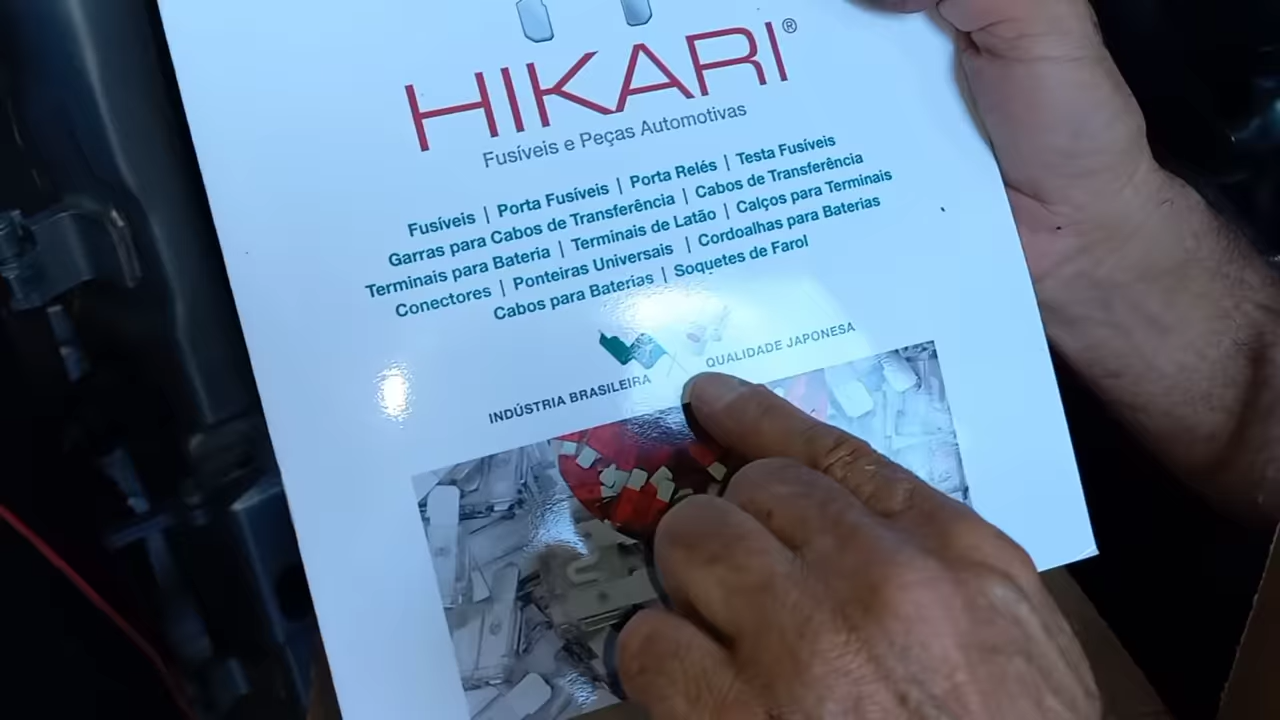 HIKARI®
Fusíveis e Peças Automotivas
Fusíveis | Porta Fusíveis | Porta Relés | Testa Fusíveis
Garras para Cabos de Transferência | Cabos de Transferência
Terminais para Bateria | Terminais de Latão | Calços para Terminais
Conectores | Ponteiras Universais | Cordoalhas para Baterias
Cabos para Baterias | Soquetes de Farol
INDÚSTRIA BRASILEIRA
QUALIDADE JAPONESA